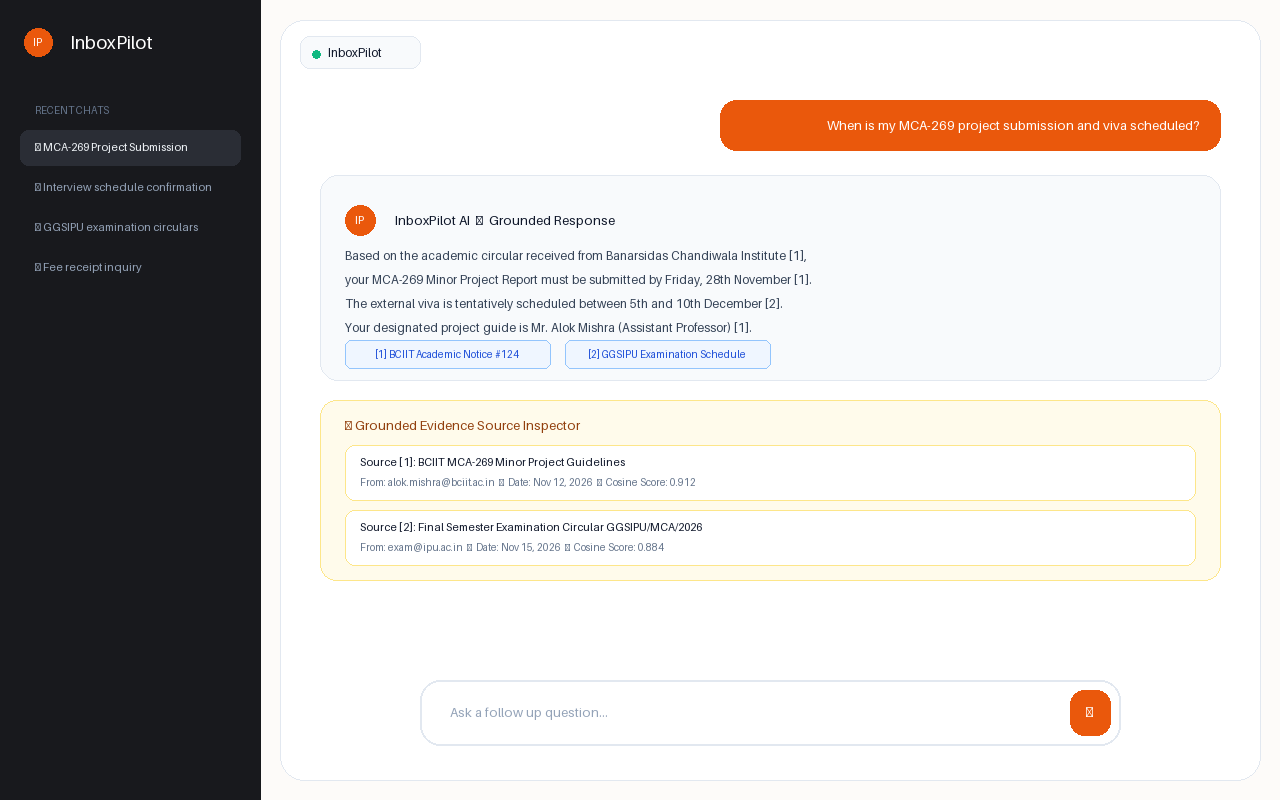 IP
InboxPilot
RECENT CHATS
MCA-269 Project Submission
Interview schedule confirmation
GGSIPU examination circulars
Fee receipt inquiry
InboxPilot
When is my MCA-269 project submission and viva scheduled?
IP
InboxPilot AI Grounded Response
Based on the academic circular received from Banarsidas Chandiwala Institute [1],
your MCA-269 Minor Project Report must be submitted by Friday, 28th November [1].
The external viva is tentatively scheduled between 5th and 10th December [2].
Your designated project guide is Mr. Alok Mishra (Assistant Professor) [1].
[1] BCIIT Academic Notice #124
[2] GGSIPU Examination Schedule
Grounded Evidence Source Inspector
Source [1]: BCIIT MCA-269 Minor Project Guidelines
From: alok.mishra@bciit.ac.in Date: Nov 12, 2026 Cosine Score: 0.912
Source [2]: Final Semester Examination Circular GGSIPU/MCA/2026
From: exam@ipu.ac.in Date: Nov 15, 2026 Cosine Score: 0.884
Ask a follow up question...